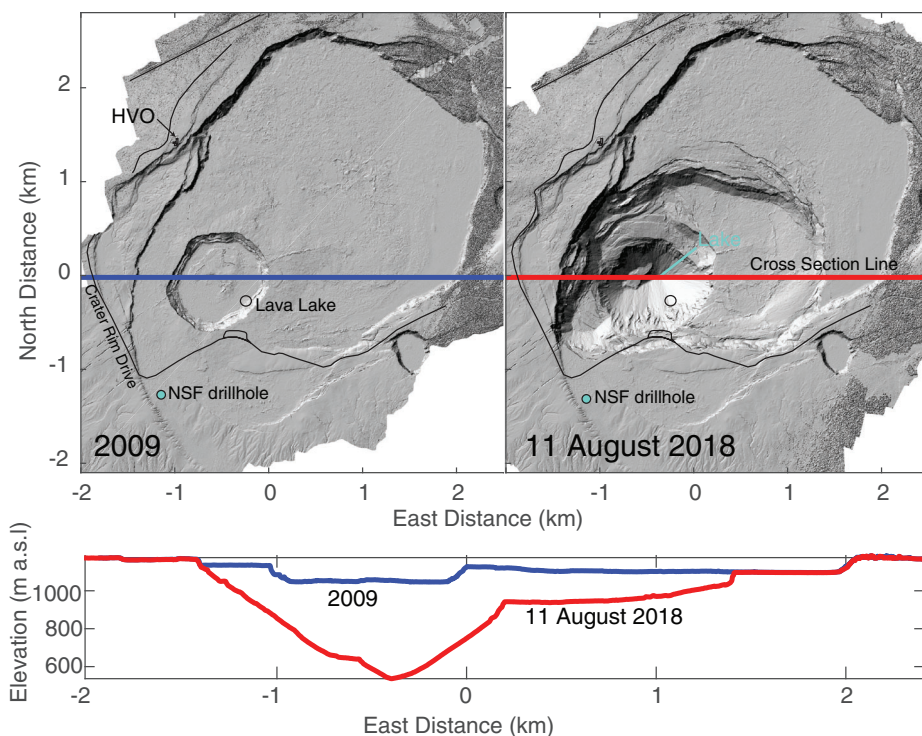 North Distance (km)
2
1
0
-1
-2
HVO
Lava Lake
Crater Rim Drive
NSF drillhole
2009
-2
-1
0
1
2
East Distance (km)
Lake
Cross Section Line
NSF drillhole
11 August 2018
-1
0
1
2
Elevation (m a.s.l)
1000
800
600
2009
11 August 2018
-2
-1
0
1
2
East Distance (km)